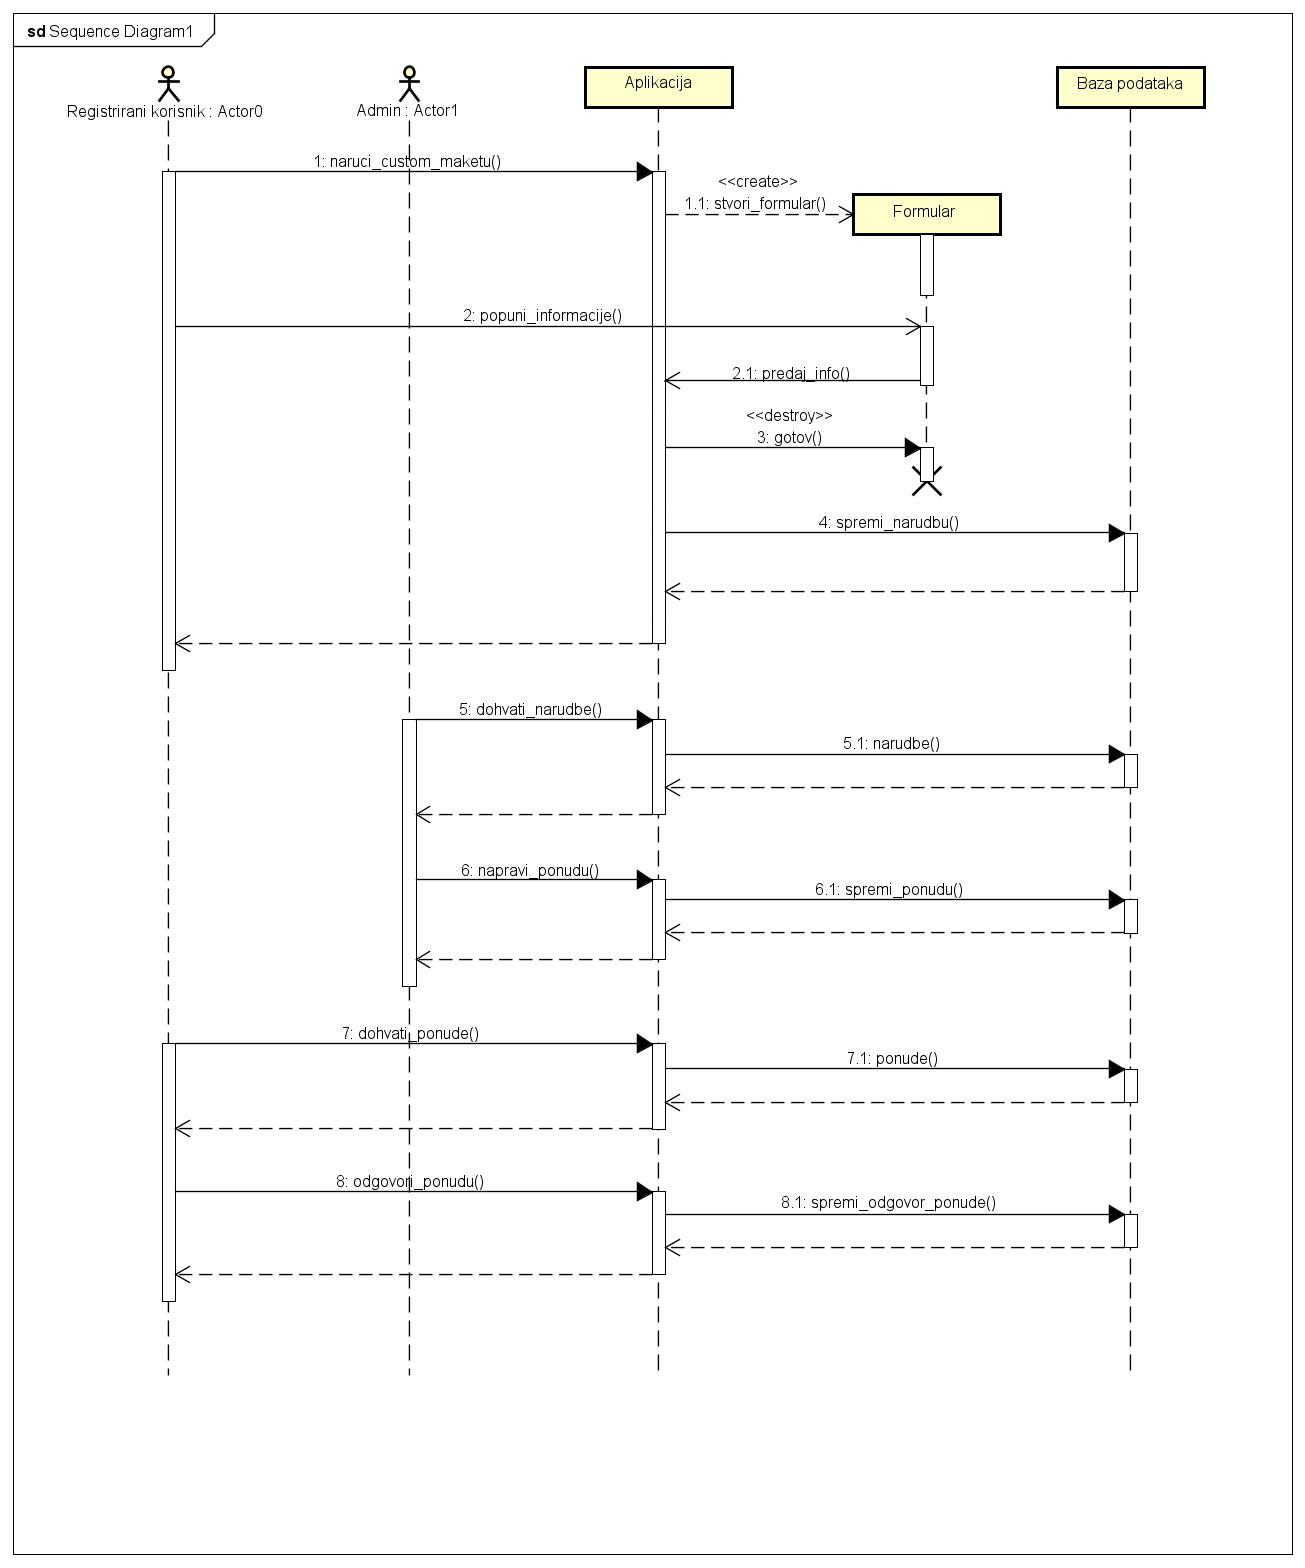 sd Sequence Diagram1
Registrirani korisnik : Actor0
Admin : Actor1
Aplikacija
Baza podataka
1: naruci_custom_maketu()
<<create>>
1.1: stvori_formular()
Formular
2: popuni_informacije()
2.1: predaj_info()
<<destroy>>
3: gotov()
4: spremi_narudbu()
5: dohvati_narudbe()
5.1: narudbe()
6: napravi_ponudu()
6.1: spremi_ponudu()
7: dohvati_ponude()
7.1: ponude()
8: odgovori_ponudu()
8.1: spremi_odgovor_ponude()